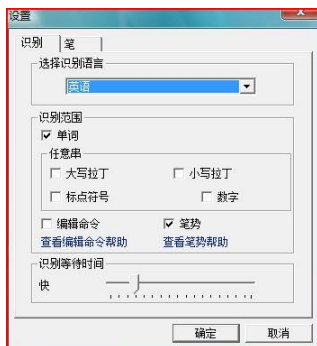 设置
识别 笔
选择识别语言
英语
识别范围
单词
任意串
大写拉丁 小写拉丁
标点符号 数字
编辑命令 笔势
查看编辑命令帮助 查看笔势帮助
识别等待时间
快
确定 取消